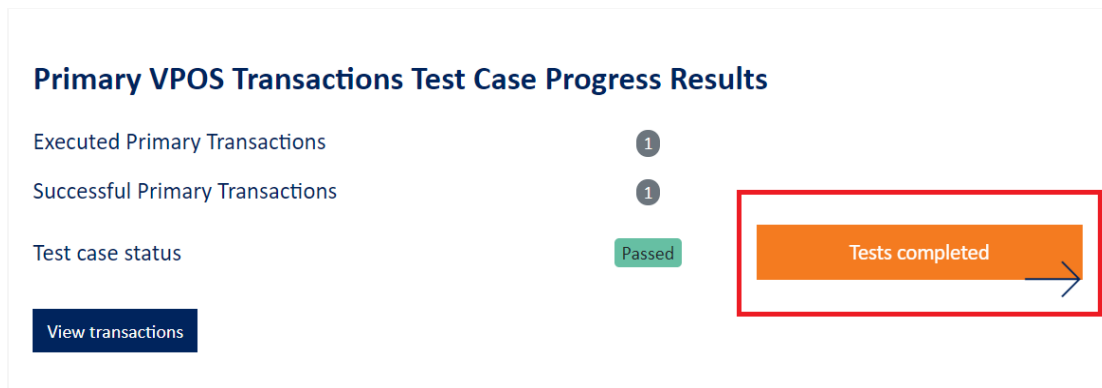 Primary VPOS Transactions Test Case Progress Results
Executed Primary Transactions 1
Successful Primary Transactions 1
Test case status Passed Tests completed
View transactions